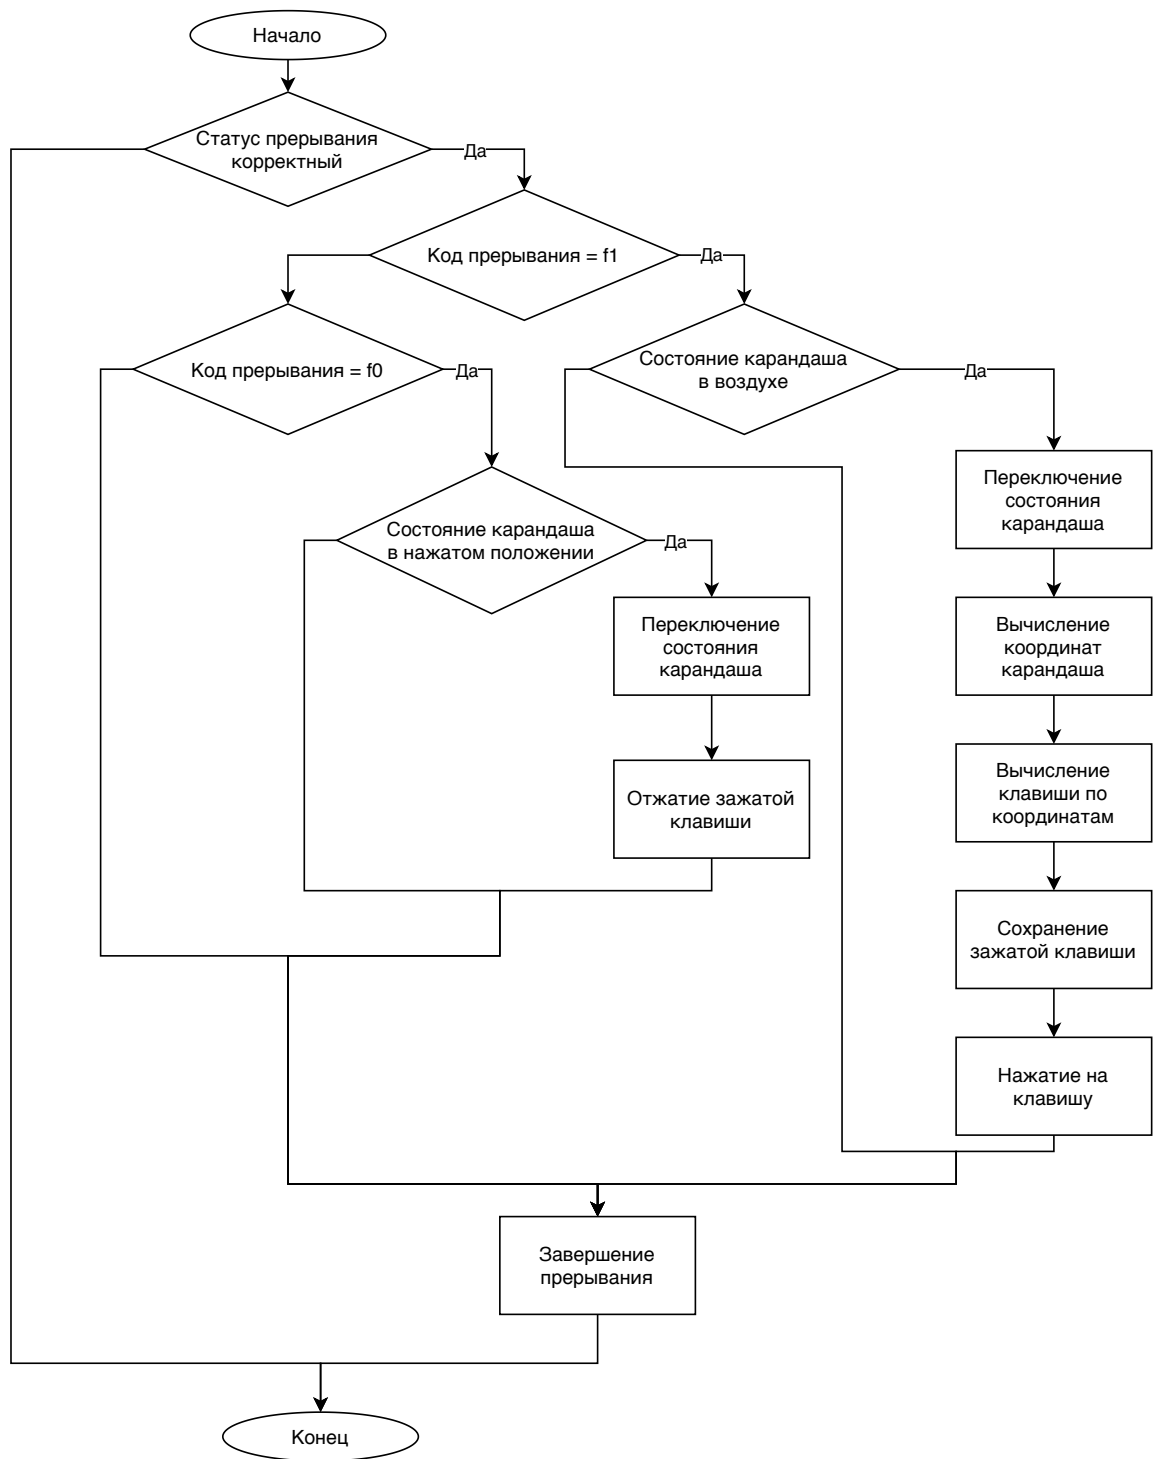 Начало
Статус прерывания
корректный
Да
Код прерывания = f1
Да
Код прерывания = f0
Да
Состояние карандаша
в воздухе
Да
Переключение
состояния
карандаша
Состояние карандаша
в нажатом положении
Да
Переключение
состояния
карандаша
Вычисление
координат
карандаша
Отжатие зажатой
клавиши
Вычисление
клавиши по
координатам
Сохранение
зажатой клавиши
Нажатие на
клавишу
Завершение
прерывания
Конец